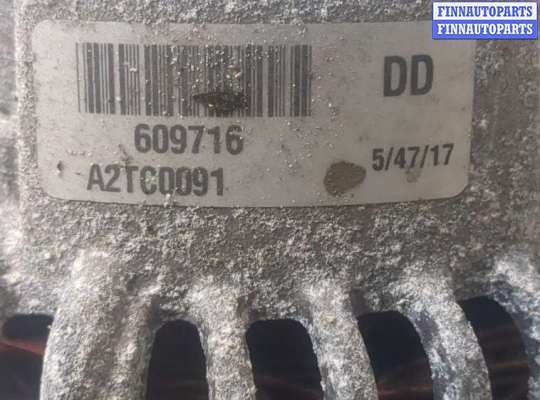 FINNAUTOPARTS
FINNAUTOPARTS
DD
609716
5/47/17
A2TC0091